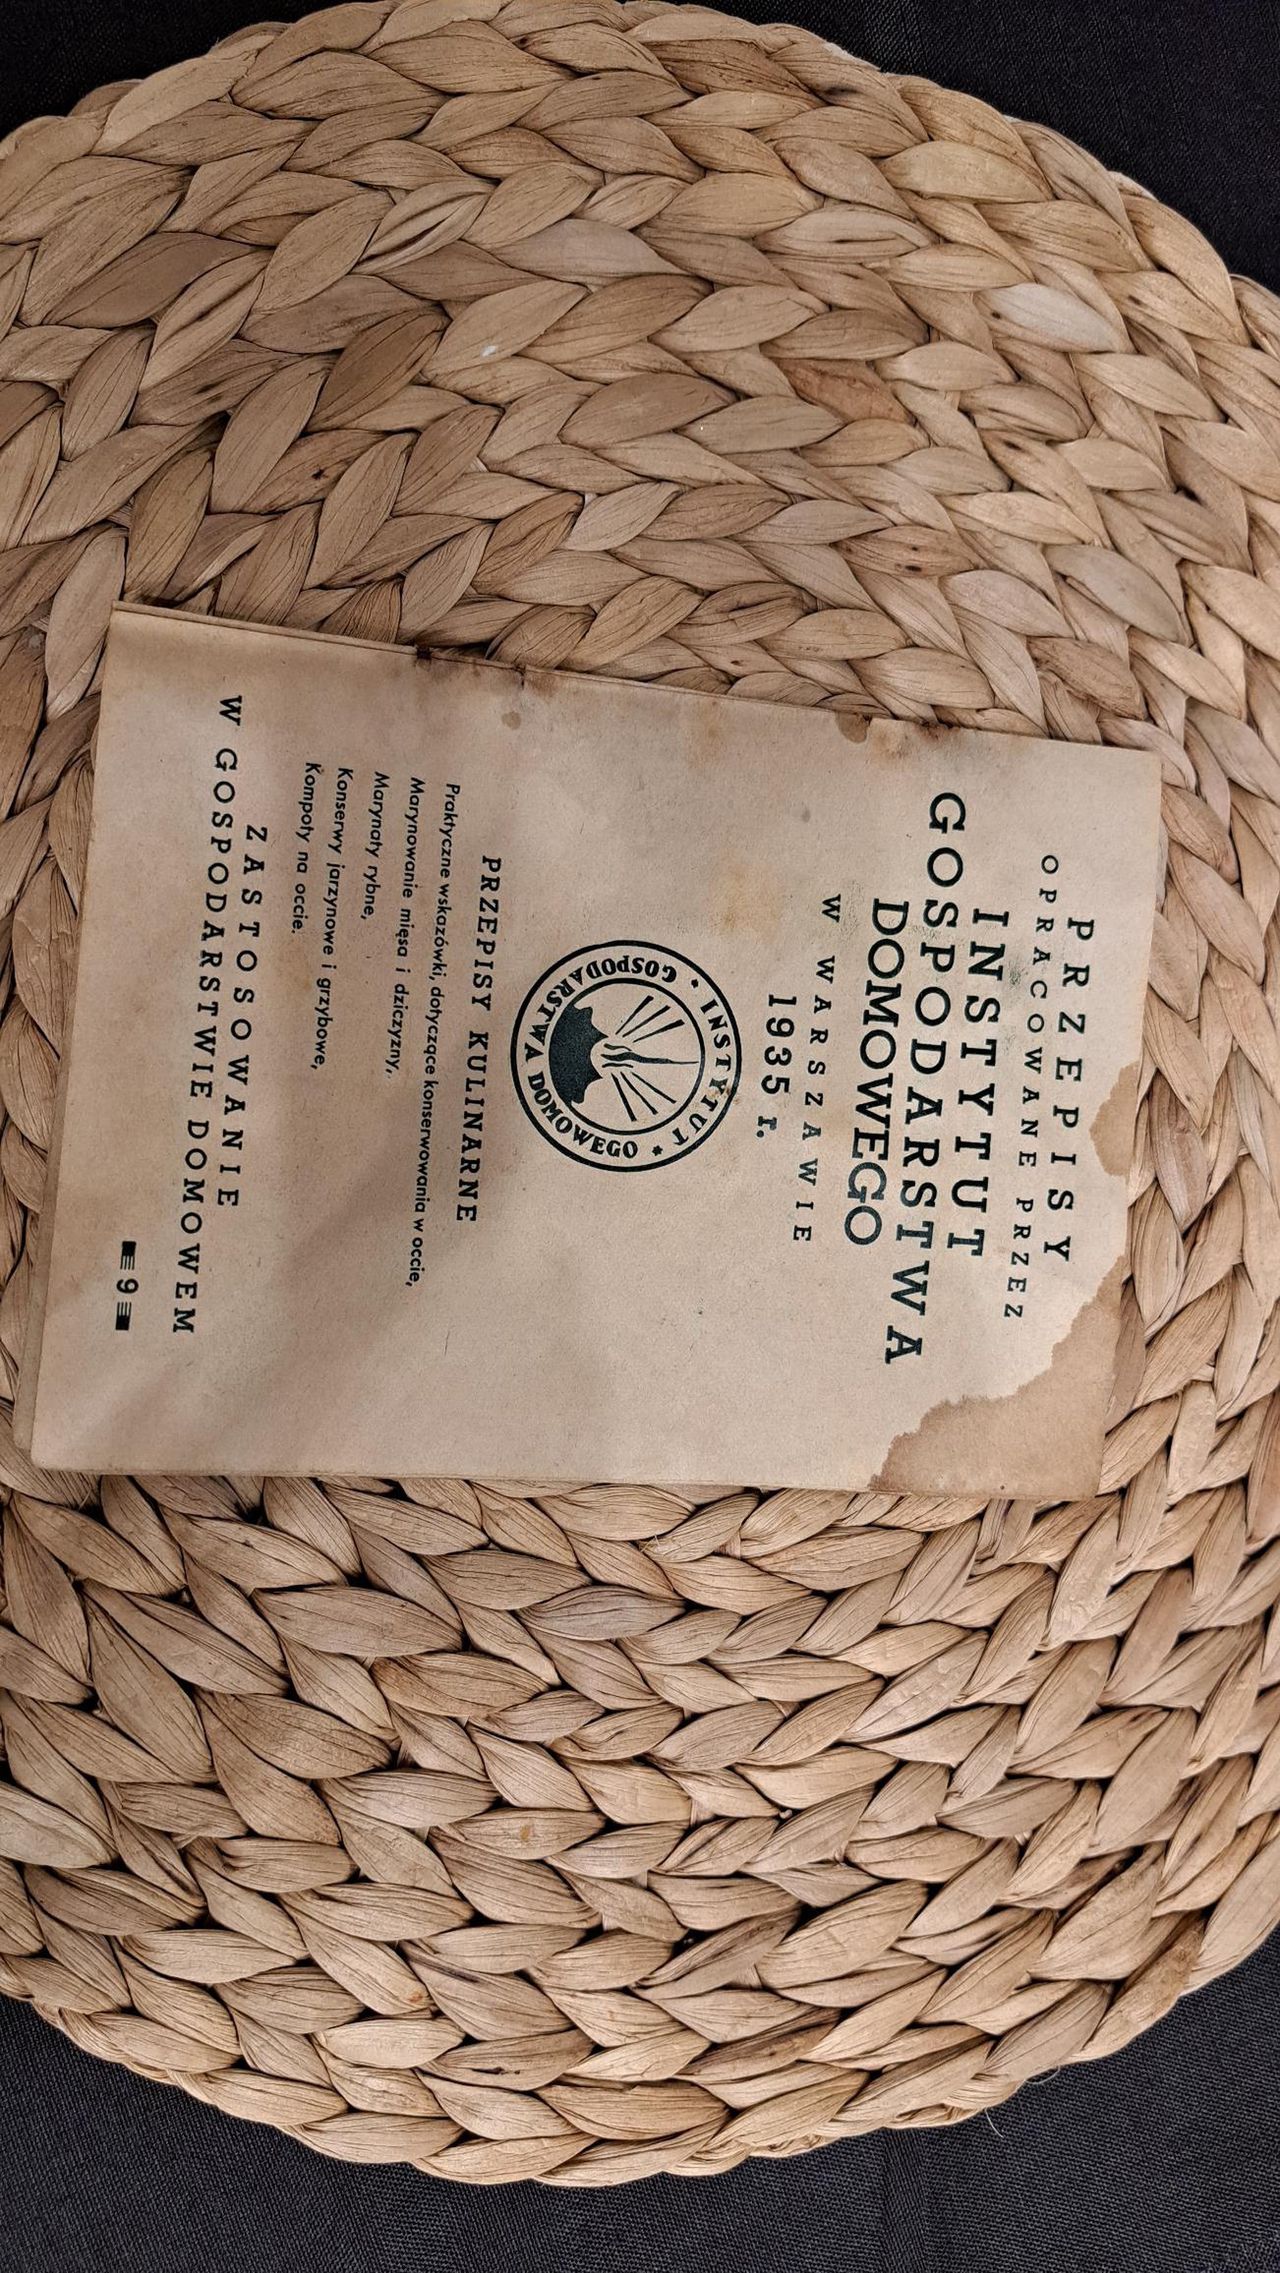 PRZEPISY
OPRACOWANE PRZEZ
INSTYTUT
GOSPODARSTWA
DOMOWEGO
W WARSZAWIE
1935 r.
INSTYTUT * GOSPODARSTWA DOMOWEGO *
PRZEPISY KULINARNE
Praktyczne wskazówki, dotyczące konserwowania w occie,
Marynowanie mięsa i dziczyzny,
Marynaty rybne,
Konserwy jarzynowe i grzybowe,
Kompoty na occie.
ZASTOSOWANIE
W GOSPODARSTWIE DOMOWEM
9